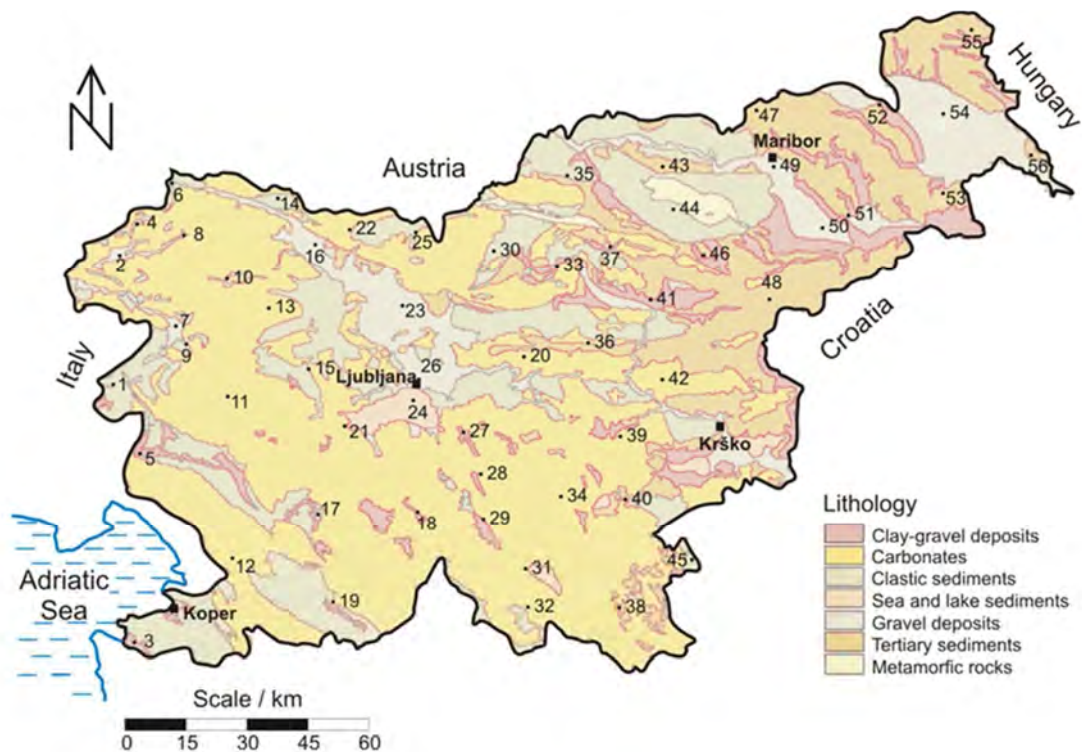 55
Hungary
N
47
52
54
Maribor
Austria
43
49
56
35
6
14
44
53
4
22
25
51
50
8
16
30
37
2
33
46
10
41
48
13
23
7
Croatia
36
9
20
Italy
15
26
42
1
Ljubljana
11
24
21
27
39
Krško
5
28
34
40
Lithology
17
18
29
Clay-gravel deposits
Carbonates
12
31
45
Clastic sediments
Adriatic
Sea
19
32
38
Sea and lake sediments
Koper
Gravel deposits
3
Tertiary sediments
Metamorfic rocks
Scale / km
0 15 30 45 60